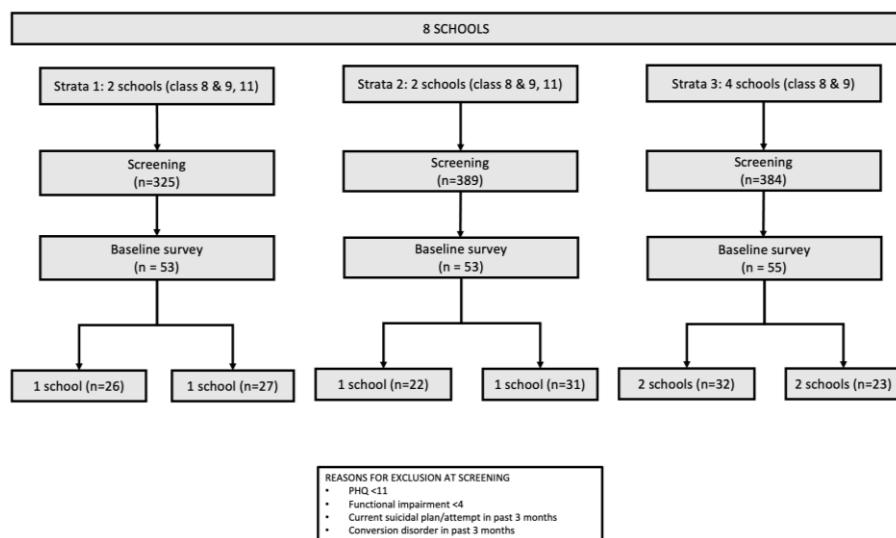 8 SCHOOLS
Strata 1: 2 schools (class 8 & 9, 11)
Strata 2: 2 schools (class 8 & 9, 11)
Strata 3: 4 schools (class 8 & 9)
Screening
(n=325)
Screening
(n=389)
Screening
(n=384)
Baseline survey
(n = 53)
Baseline survey
(n = 53)
Baseline survey
(n = 55)
1 school (n=26)
1 school (n=27)
1 school (n=22)
1 school (n=31)
2 schools (n=32)
2 schools (n=23)
REASONS FOR EXCLUSION AT SCREENING
• PHQ <11
• Functional impairment <4
• Current suicidal plan/attempt in past 3 months
• Conversion disorder in past 3 months